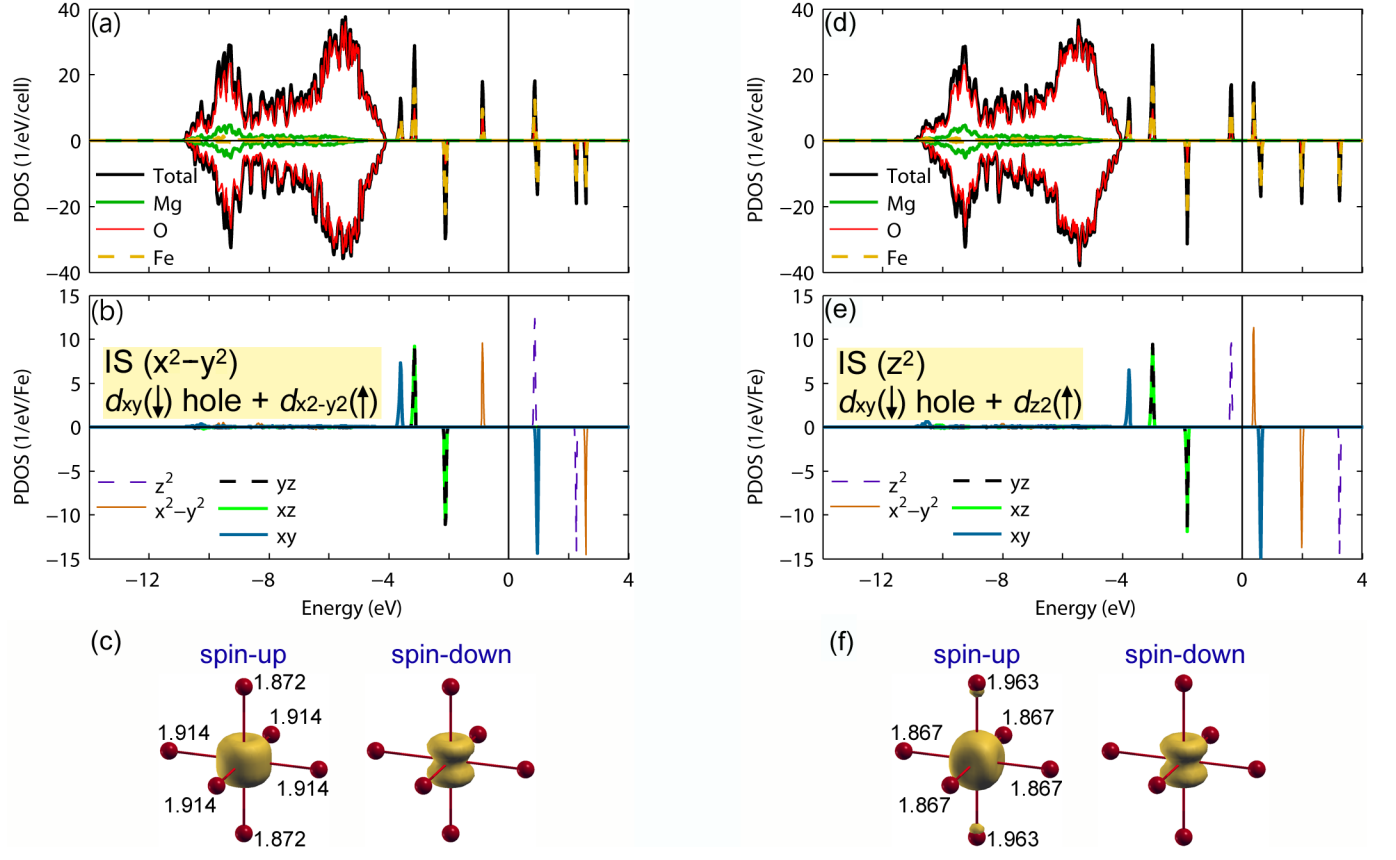 (a)
40
20
0
−20
−40
PDOS (1/eV/cell)
Total
Mg
O
Fe
(b)
15
10
5
0
−5
−10
−15
PDOS (1/eV/Fe)
IS (x²−y²)
dxy(↓) hole + dx2-y2(↑)
z²
x²−y²
yz
xz
xy
−12
−8
−4
0
4
Energy (eV)
(c)
spin-up
spin-down
1.872
1.914
1.914
1.914
1.914
1.872
(d)
40
20
0
−20
−40
PDOS (1/eV/cell)
Total
Mg
O
Fe
(e)
15
10
5
0
−5
−10
−15
PDOS (1/eV/Fe)
IS (z²)
dxy(↓) hole + dz2(↑)
z²
x²−y²
yz
xz
xy
−12
−8
−4
0
4
Energy (eV)
(f)
spin-up
spin-down
1.963
1.867
1.867
1.867
1.867
1.963